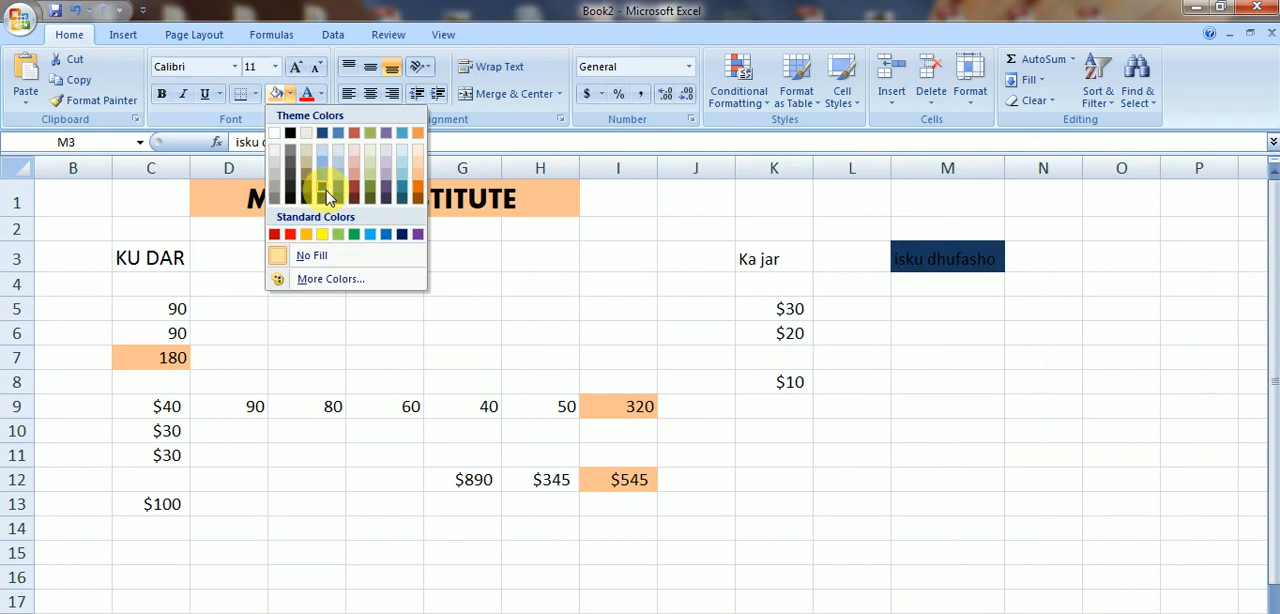 Book2 - Microsoft Excel
Home Insert Page Layout Formulas Data Review View
Paste
Cut
Copy
Format Painter
Clipboard
Calibri 11
B I U
Font
Wrap Text
Merge & Center
gnment
General
$ % ,
Number
Conditional Formatting
Format as Table
Cell Styles
Styles
Insert
Delete
Format
Cells
AutoSum
Fill
Clear
Sort & Filter
Find & Select
Editing
M3 fx isku
Theme Colors
Standard Colors
No Fill
More Colors...
B C D G H I J K L M N O P
1 M STITUTE
2
3 KU DAR Ka jar isku dhufasho
4
5 90 $30
6 90 $20
7 180
8 $10
9 $40 90 80 60 40 50 320
10 $30
11 $30
12 $890 $345 $545
13 $100
14
15
16
17